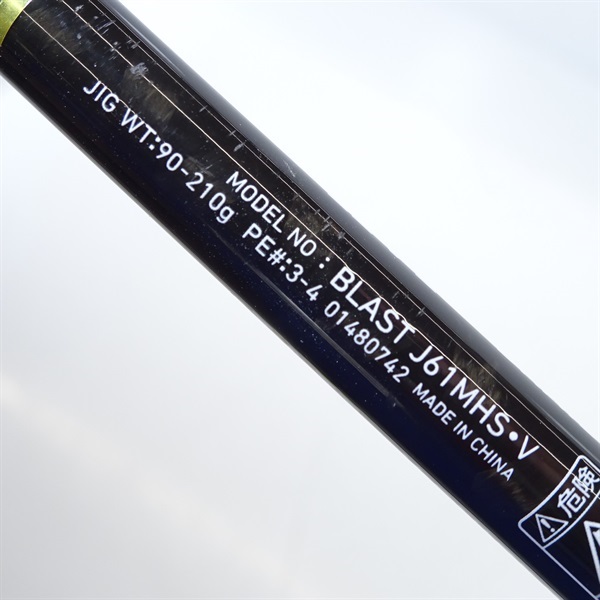 MODEL NO : BLAST J61MHS•V
JIG WT:90-210g PE#:3-4 01480742 MADE IN CHINA
⚠危険